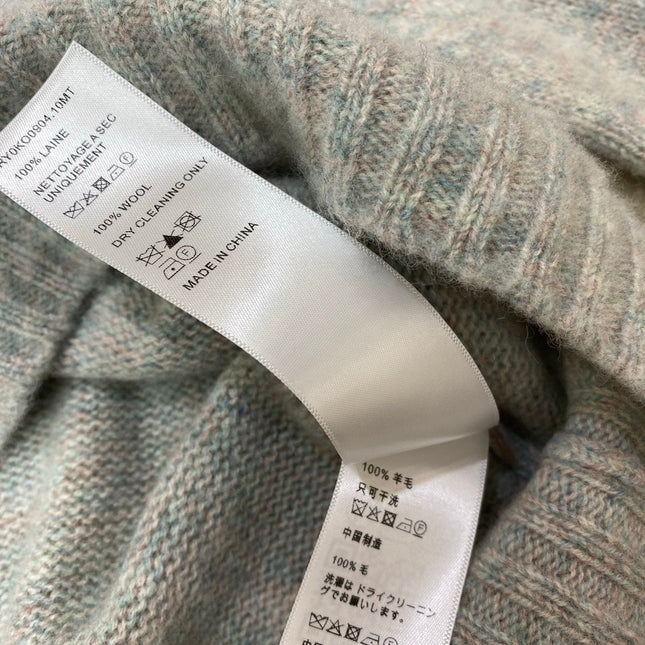 RY0KO0904.10MT
100% LAINE
NETTOYAGE A SEC
UNIQUEMENT
100% WOOL
DRY CLEANING ONLY
MADE IN CHINA
100% 羊毛
只可干洗
中国制造
100% 毛
洗濯は ドライクリーニン
グでお願いします。
中国